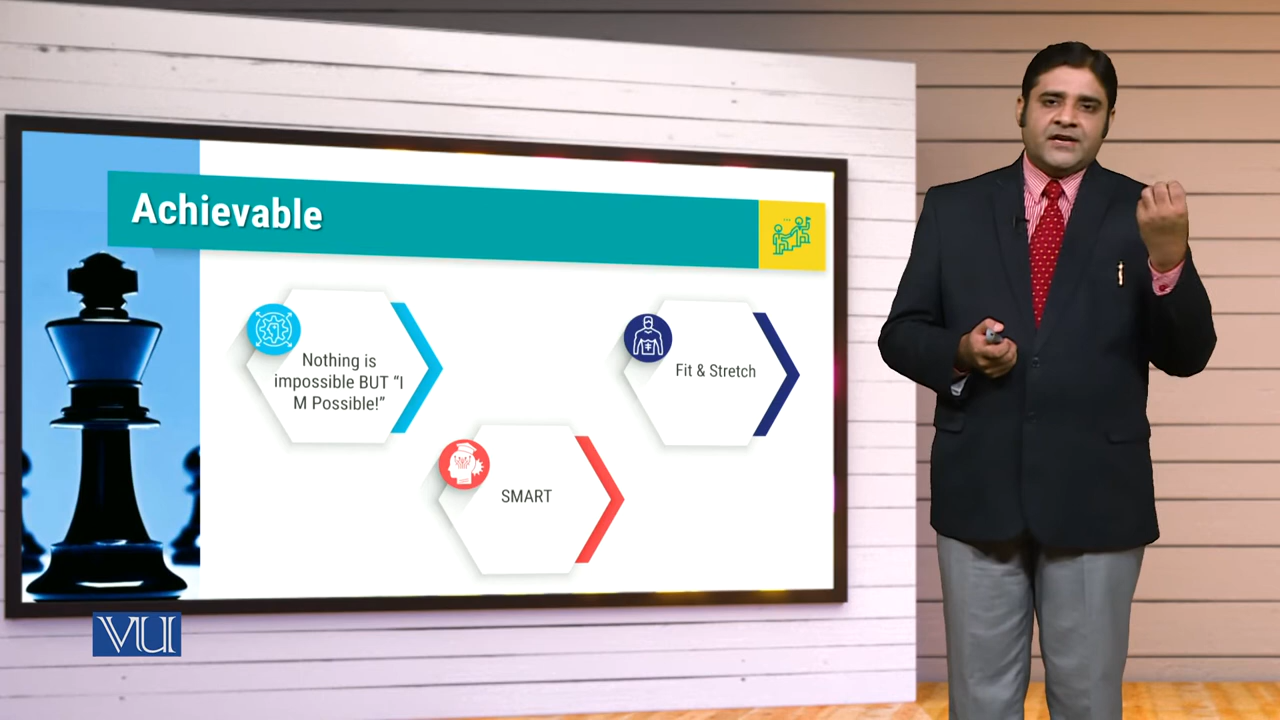 Achievable
Nothing is
impossible BUT “I
M Possible!”
Fit & Stretch
SMART
VU